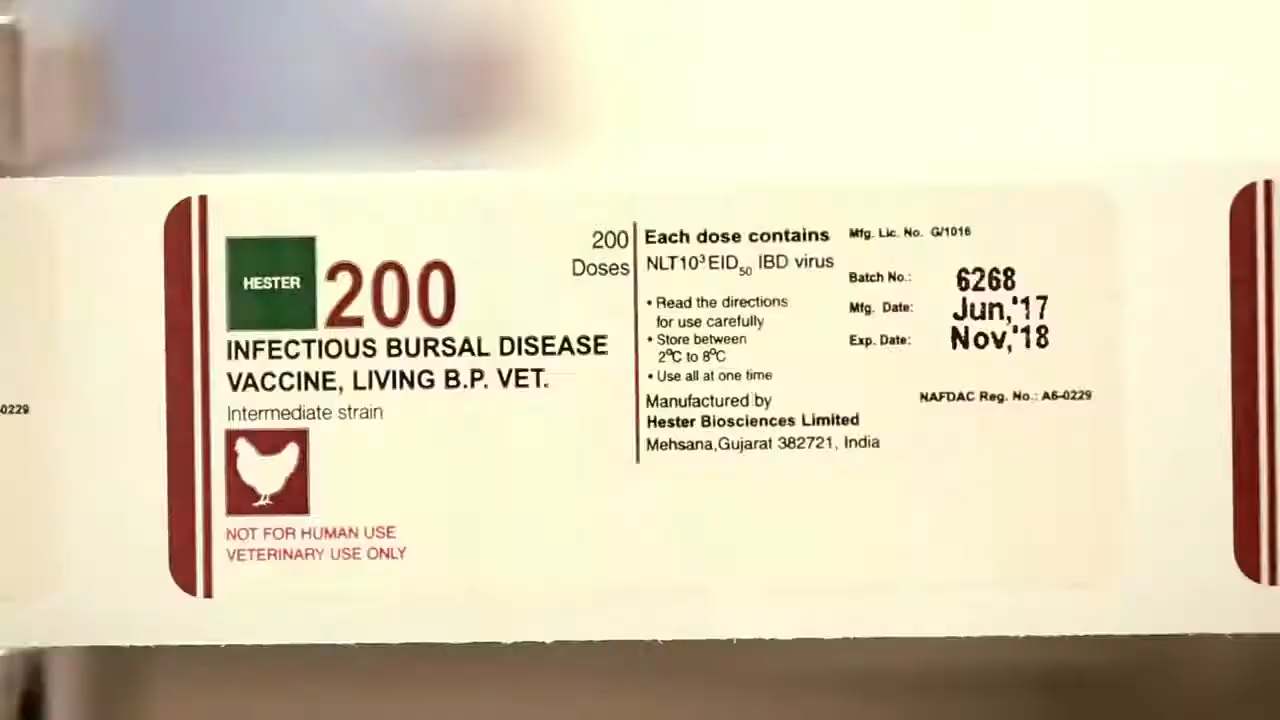 HESTER
200
INFECTIOUS BURSAL DISEASE
VACCINE, LIVING B.P. VET.
Intermediate strain
NOT FOR HUMAN USE
VETERINARY USE ONLY
200
Doses
Each dose contains
NLT10³EID₅₀ IBD virus
• Read the directions
for use carefully
• Store between
2ºC to 8ºC
• Use all at one time
Manufactured by
Hester Biosciences Limited
Mehsana,Gujarat 382721, India
Mfg. Lic. No. G/1016
Batch No.: 6268
Mfg. Date: Jun,'17
Exp. Date: Nov,'18
NAFDAC Reg. No.: A6-0229
-0229